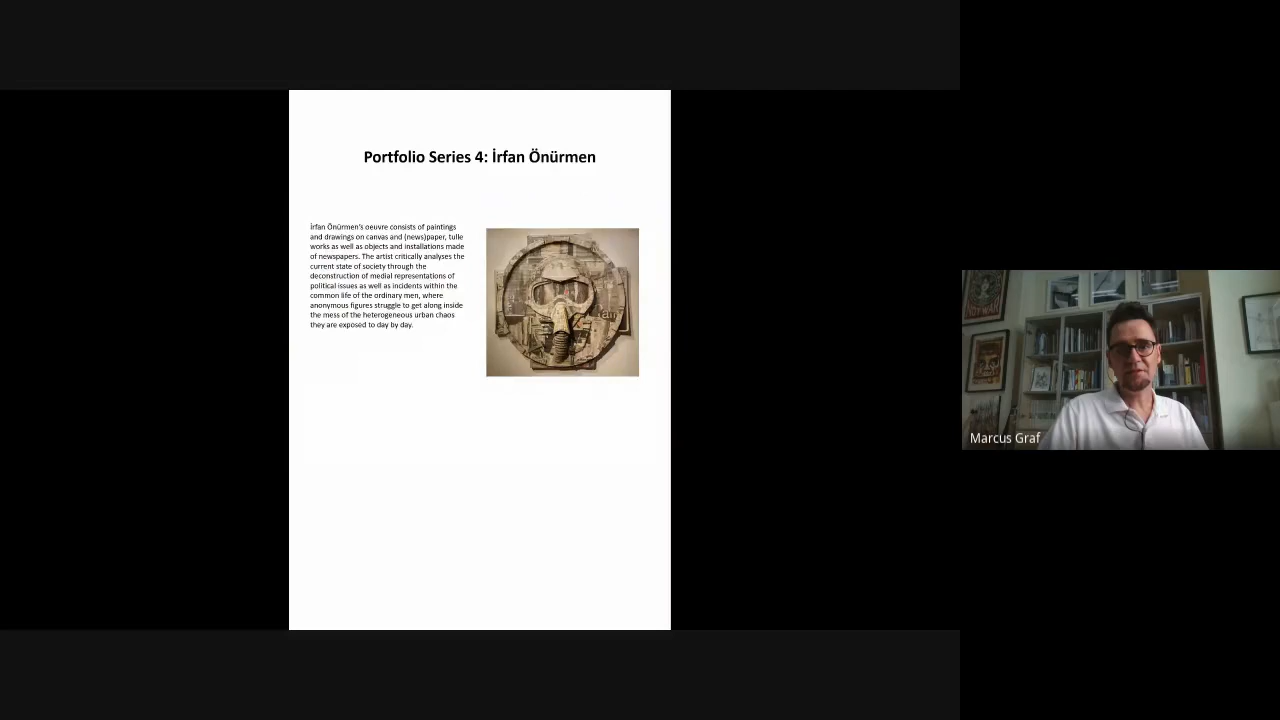 Portfolio Series 4: İrfan Önürmen
İrfan Önürmen's oeuvre consists of paintings
and drawings on canvas and (news)paper, tulle
works as well as objects and installations made
of newspapers. The artist critically analyses the
current state of society through the
deconstruction of medial representations of
political issues as well as incidents within the
common life of the ordinary men, where
anonymous figures struggle to get along inside
the mess of the heterogeneous urban chaos
they are exposed to day by day.
NOT WAR
Marcus Graf